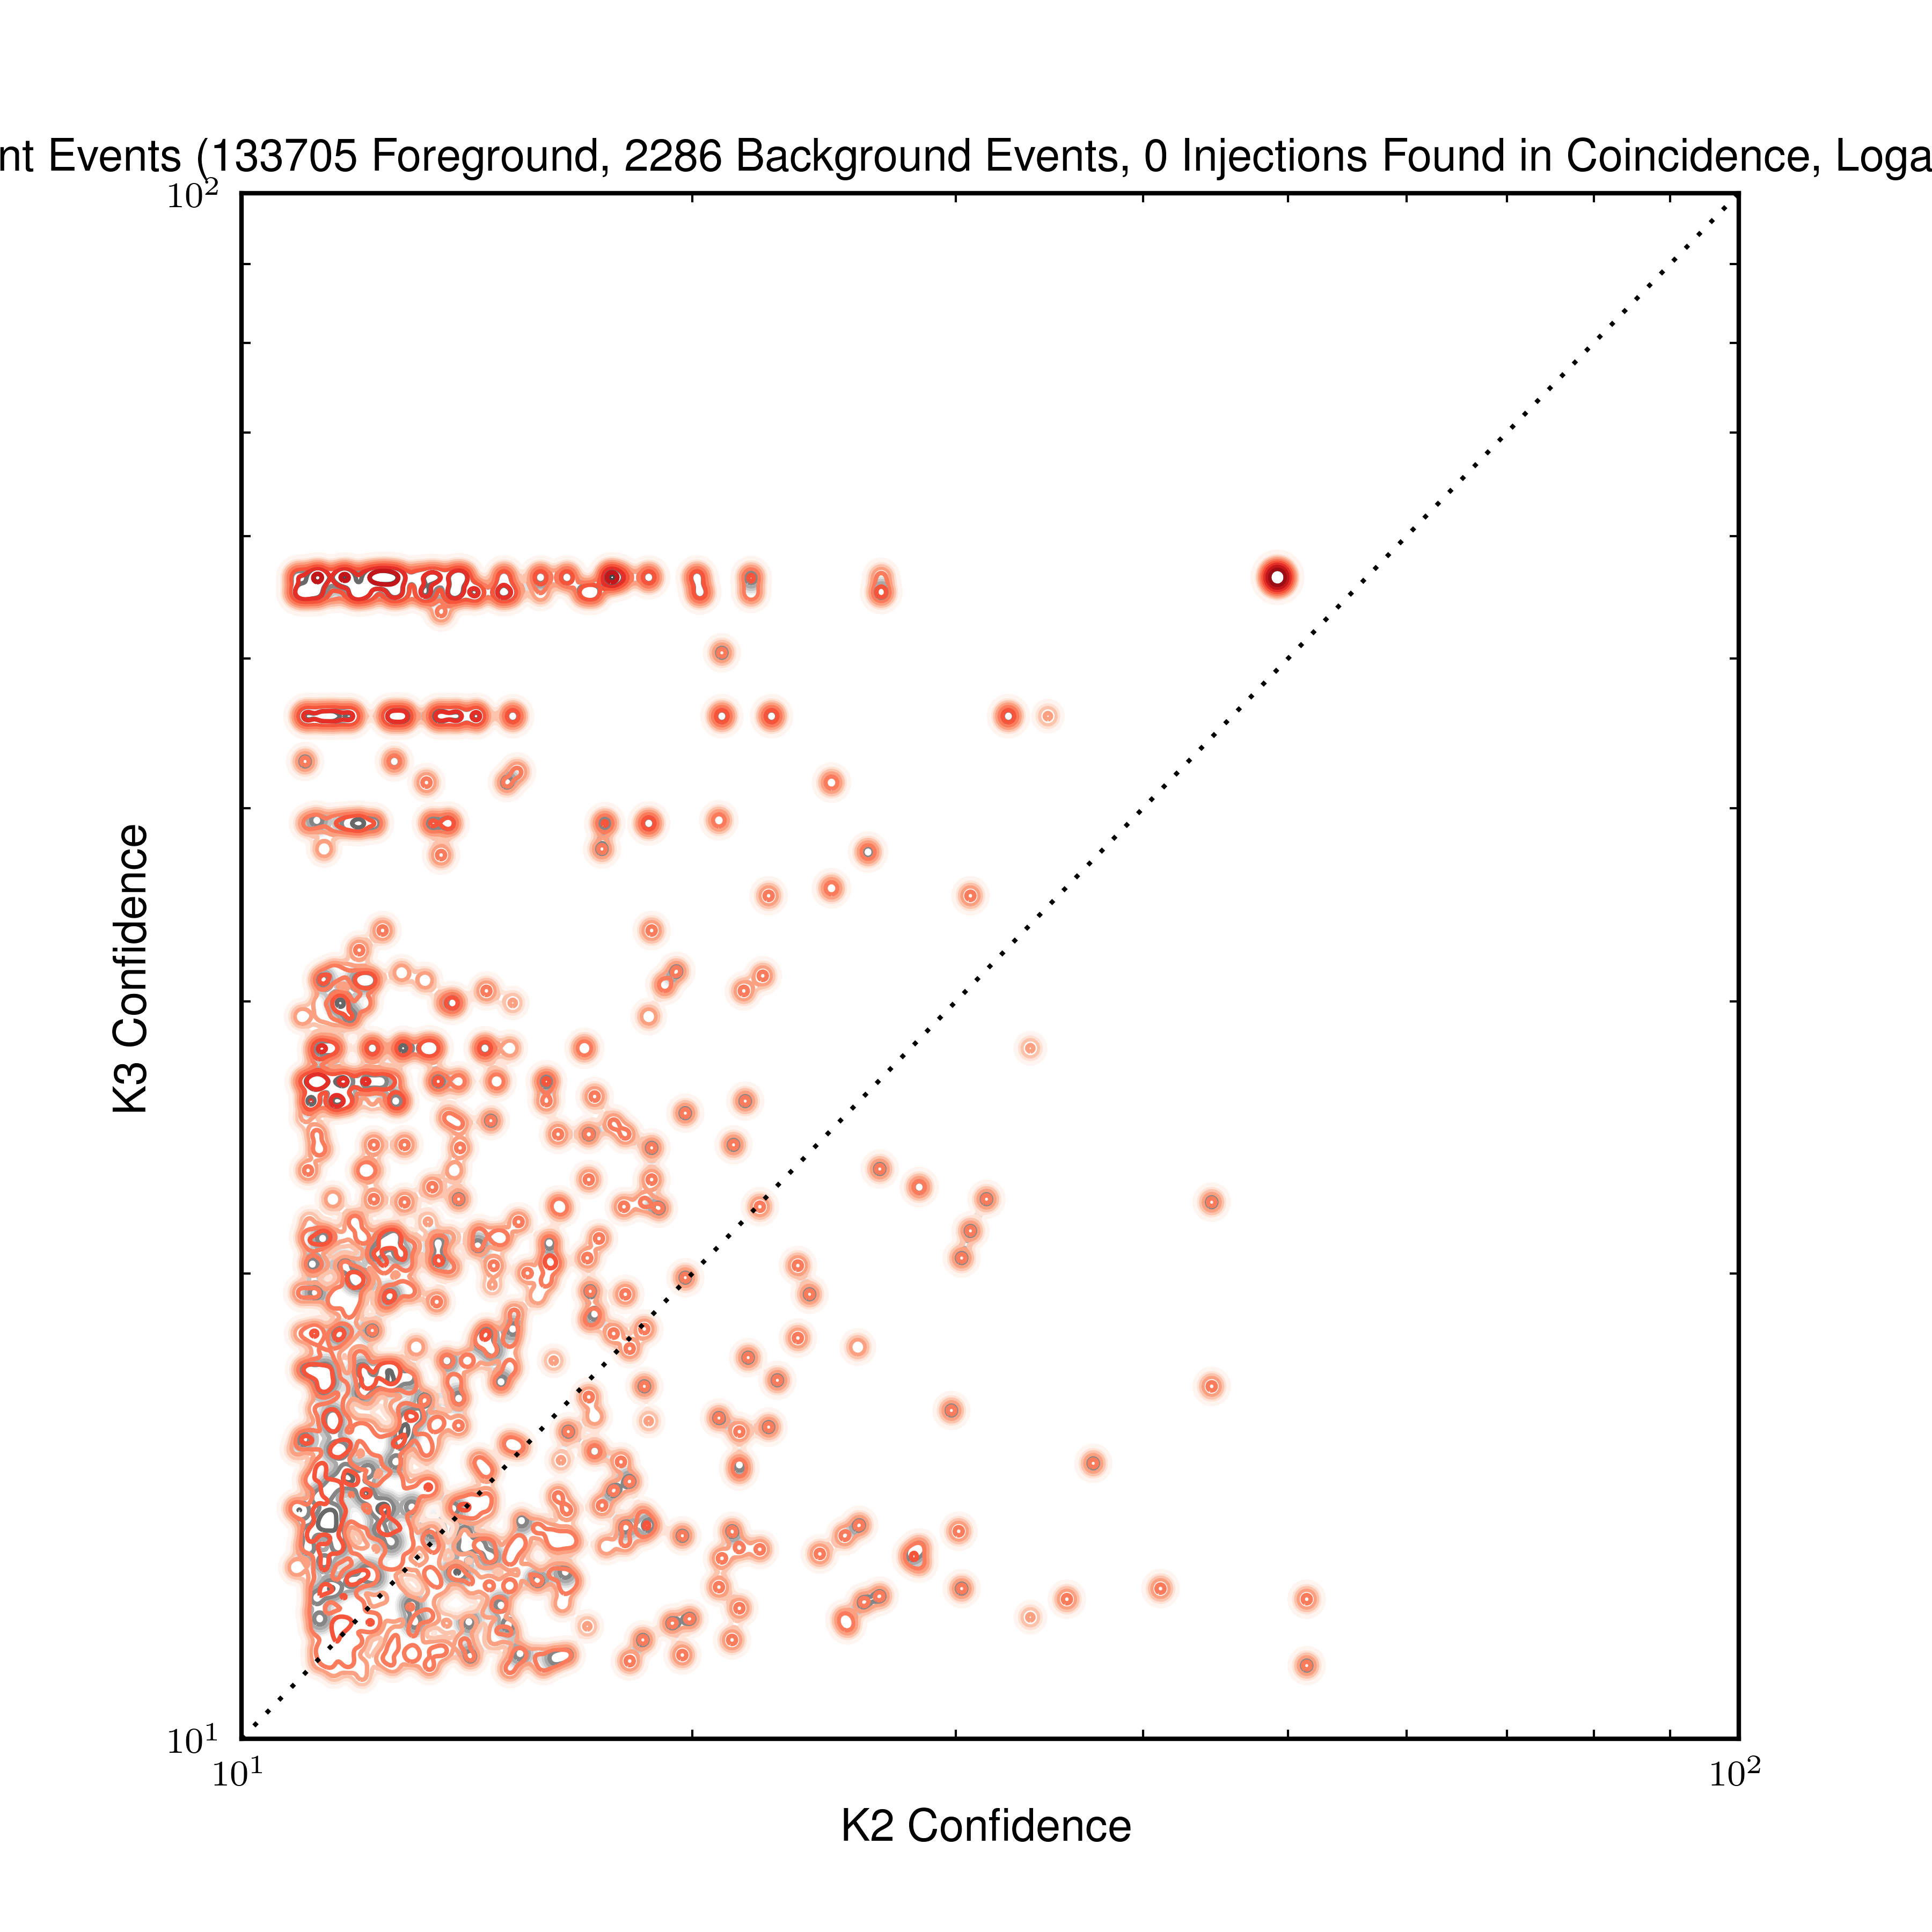 nt Events (133705 Foreground, 2286 Background Events, 0 Injections Found in Coincidence, Loga
10²
K3 Confidence
10¹
10¹ 10²
K2 Confidence